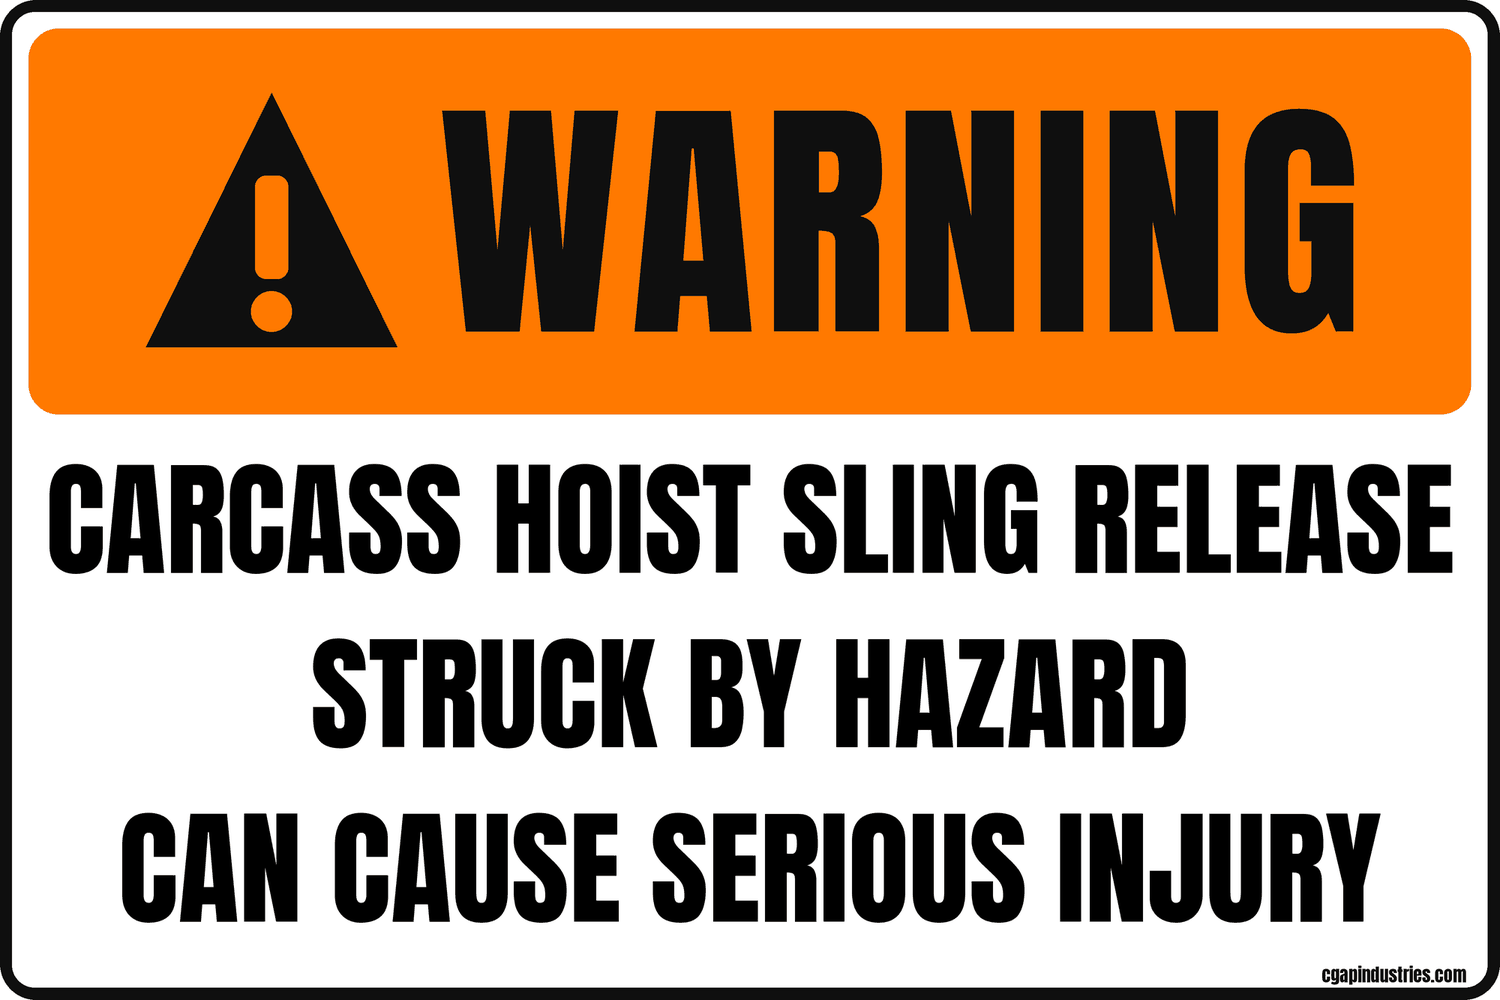 WARNING
CARCASS HOIST SLING RELEASE
STRUCK BY HAZARD
CAN CAUSE SERIOUS INJURY
cgapindustries.com